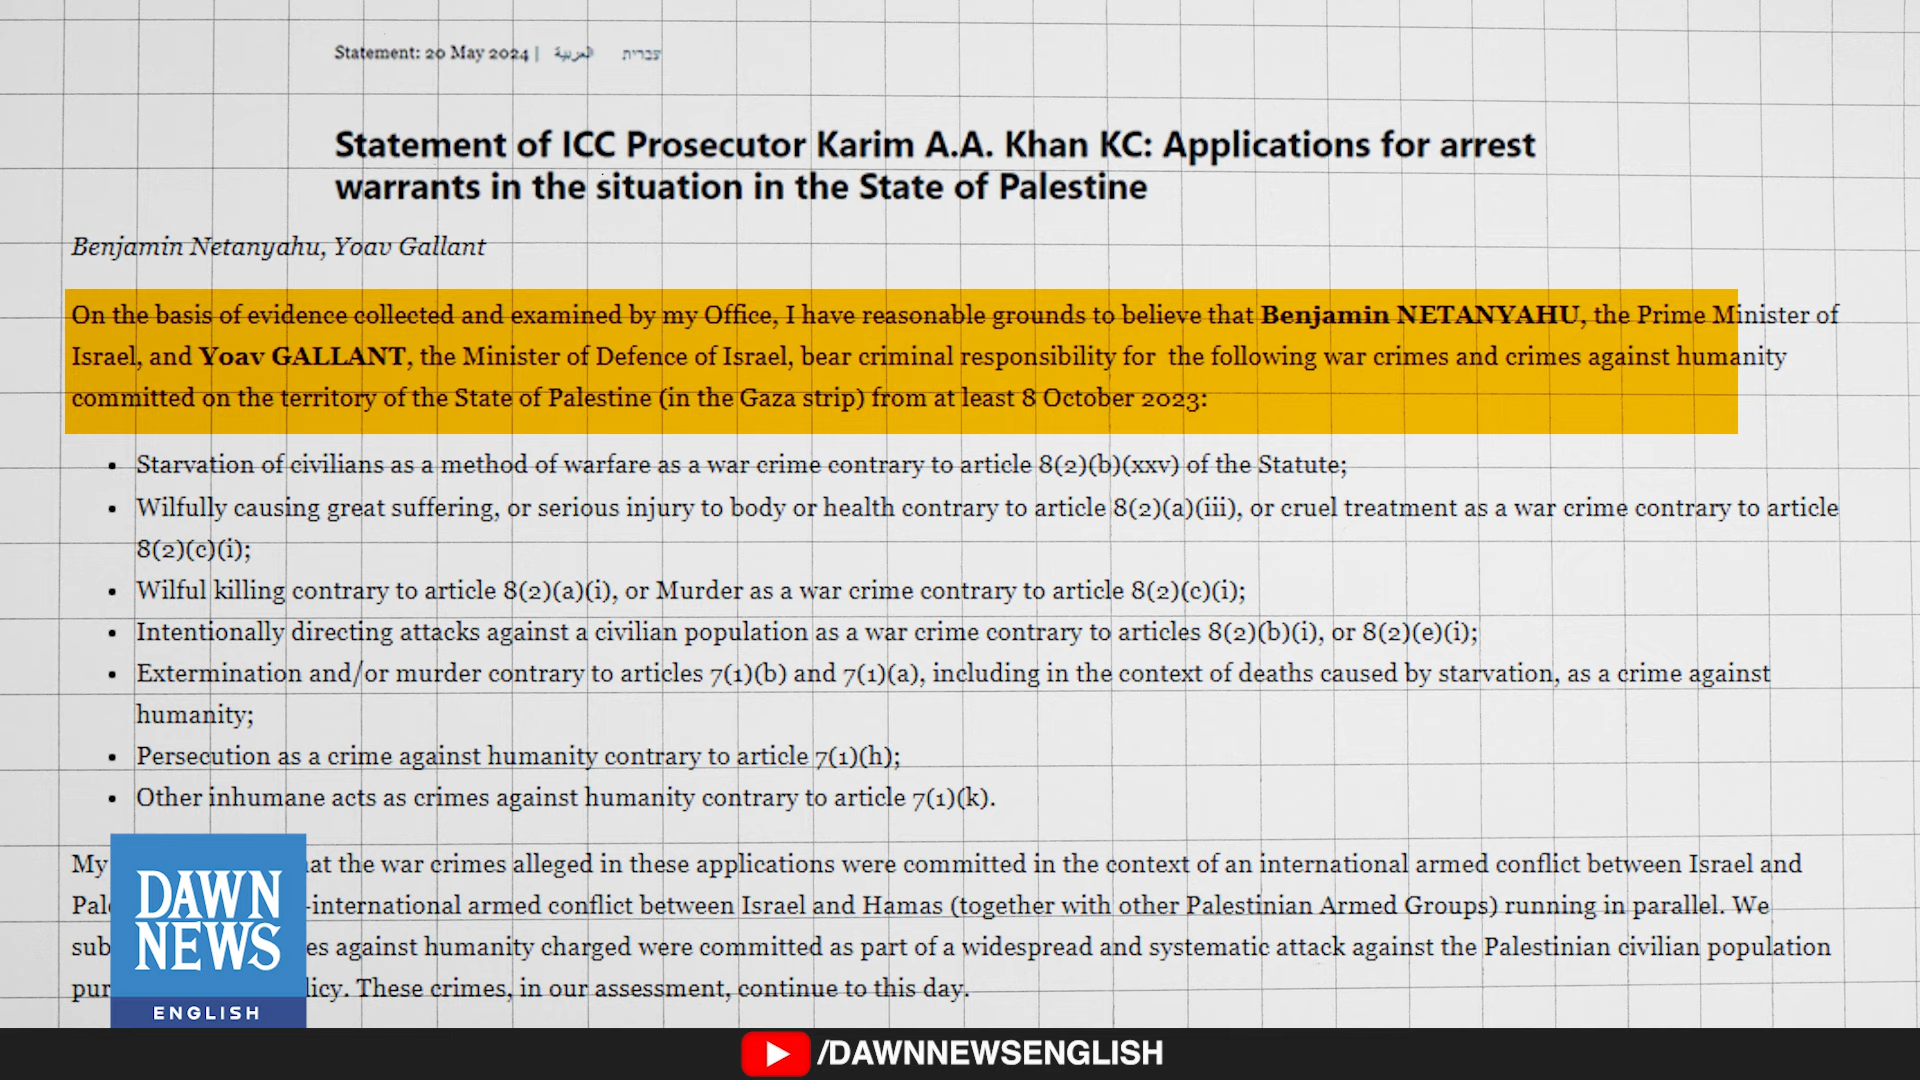 Statement: 20 May 2024 | العربية עברית
Statement of ICC Prosecutor Karim A.A. Khan KC: Applications for arrest
warrants in the situation in the State of Palestine
Benjamin Netanyahu, Yoav Gallant
On the basis of evidence collected and examined by my Office, I have reasonable grounds to believe that Benjamin NETANYAHU, the Prime Minister of
Israel, and Yoav GALLANT, the Minister of Defence of Israel, bear criminal responsibility for the following war crimes and crimes against humanity
committed on the territory of the State of Palestine (in the Gaza strip) from at least 8 October 2023:
• Starvation of civilians as a method of warfare as a war crime contrary to article 8(2)(b)(xxv) of the Statute;
• Wilfully causing great suffering, or serious injury to body or health contrary to article 8(2)(a)(iii), or cruel treatment as a war crime contrary to article
8(2)(c)(i);
• Wilful killing contrary to article 8(2)(a)(i), or Murder as a war crime contrary to article 8(2)(c)(i);
• Intentionally directing attacks against a civilian population as a war crime contrary to articles 8(2)(b)(i), or 8(2)(e)(i);
• Extermination and/or murder contrary to articles 7(1)(b) and 7(1)(a), including in the context of deaths caused by starvation, as a crime against
humanity;
• Persecution as a crime against humanity contrary to article 7(1)(h);
• Other inhumane acts as crimes against humanity contrary to article 7(1)(k).
My the war crimes alleged in these applications were committed in the context of an international armed conflict between Israel and
-international armed conflict between Israel and Hamas (together with other Palestinian Armed Groups) running in parallel. We
against humanity charged were committed as part of a widespread and systematic attack against the Palestinian civilian population
These crimes, in our assessment, continue to this day.
DAWN
NEWS
ENGLISH
/DAWNNEWSENGLISH